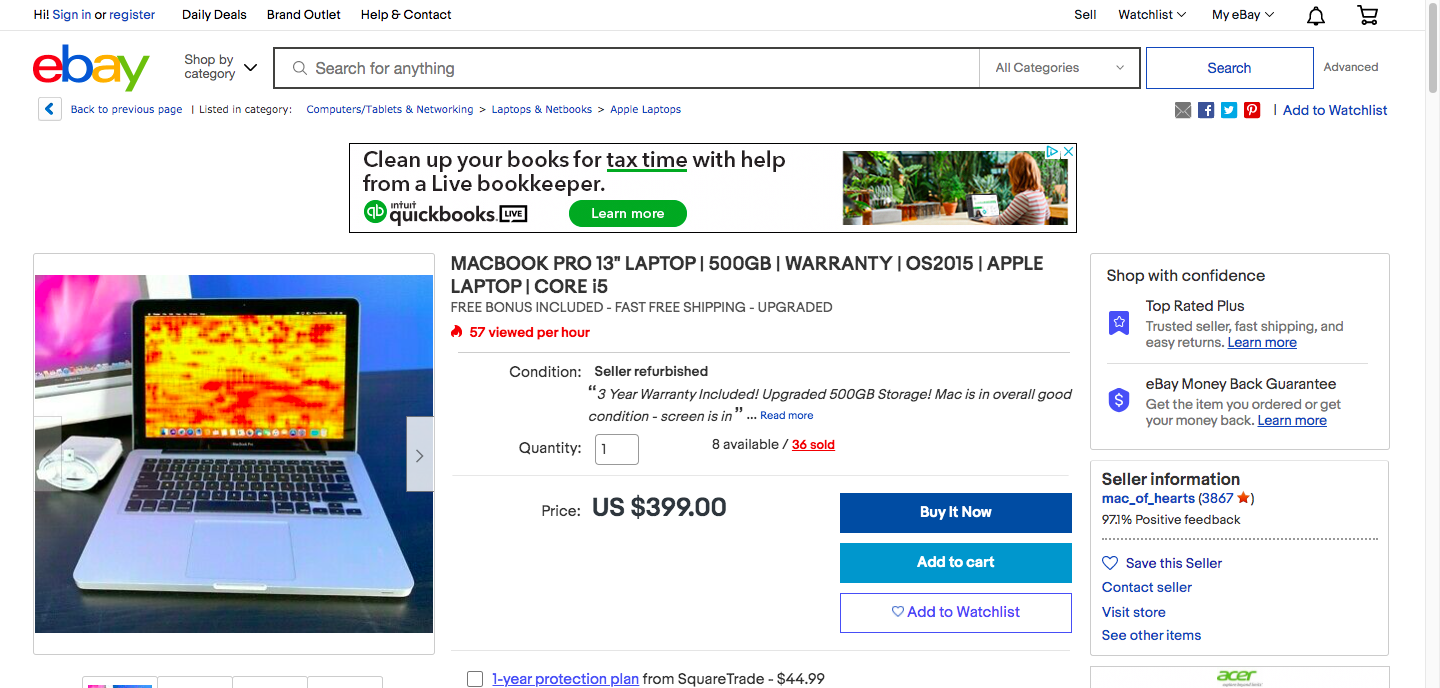 Hi! Sign in or register
Daily Deals
Brand Outlet
Help & Contact
Sell
Watchlist
My eBay
ebay
Shop by
category
Search for anything
All Categories
Search
Advanced
Back to previous page | Listed in category: Computers/Tablets & Networking > Laptops & Netbooks > Apple Laptops
| Add to Watchlist
Clean up your books for tax time with help
from a Live bookkeeper.
qb intuit quickbooks. LIVE
Learn more
MACBOOK PRO 13" LAPTOP | 500GB | WARRANTY | OS2015 | APPLE
LAPTOP | CORE i5
FREE BONUS INCLUDED - FAST FREE SHIPPING - UPGRADED
57 viewed per hour
Condition: Seller refurbished
“3 Year Warranty Included! Upgraded 500GB Storage! Mac is in overall good
condition - screen is in ” ... Read more
Quantity: 1
8 available / 36 sold
Price: US $399.00
Buy It Now
Add to cart
Add to Watchlist
1-year protection plan from SquareTrade - $44.99
MacBook Pro
Shop with confidence
Top Rated Plus
Trusted seller, fast shipping, and
easy returns. Learn more
eBay Money Back Guarantee
Get the item you ordered or get
your money back. Learn more
Seller information
mac_of_hearts (3867 )
97.1% Positive feedback
Save this Seller
Contact seller
Visit store
See other items
acer